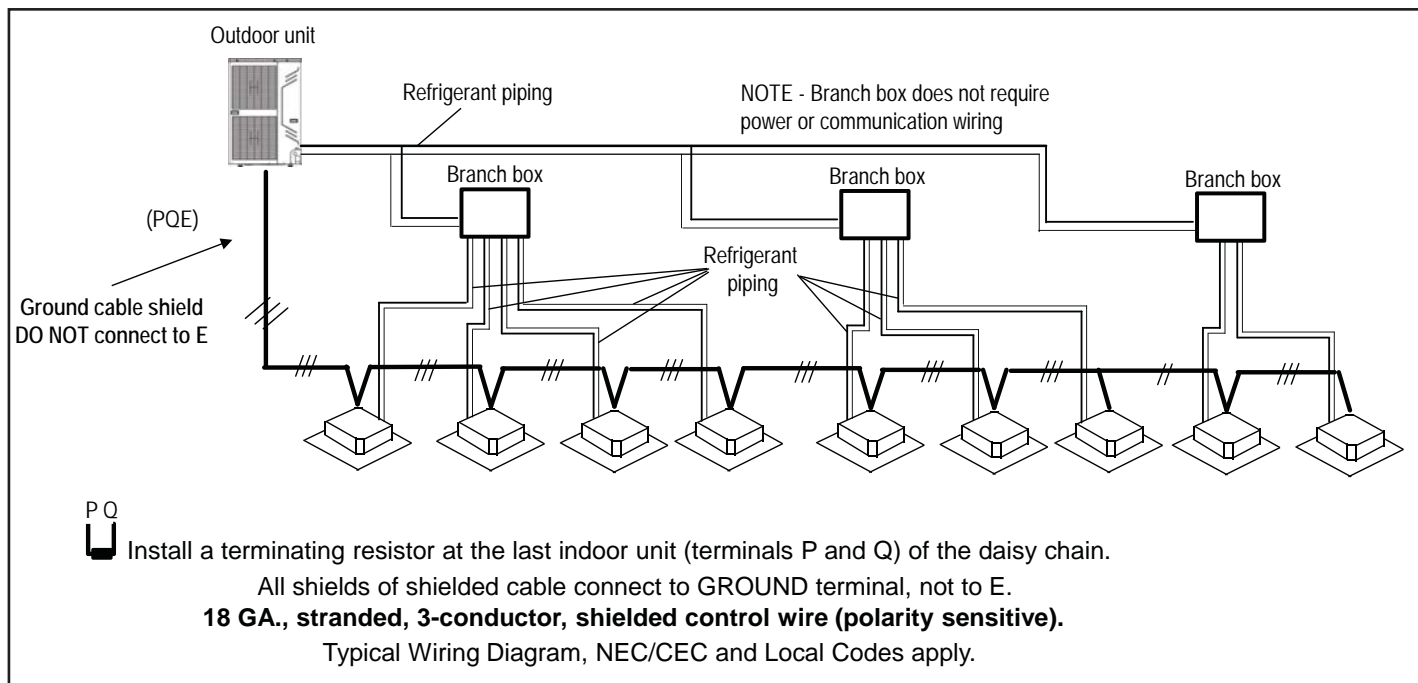 Outdoor unit
Refrigerant piping
NOTE - Branch box does not require
power or communication wiring
Branch box
Branch box
Branch box
(PQE)
Ground cable shield
DO NOT connect to E
Refrigerant
piping
P Q
Install a terminating resistor at the last indoor unit (terminals P and Q) of the daisy chain.
All shields of shielded cable connect to GROUND terminal, not to E.
18 GA., stranded, 3-conductor, shielded control wire (polarity sensitive).
Typical Wiring Diagram, NEC/CEC and Local Codes apply.